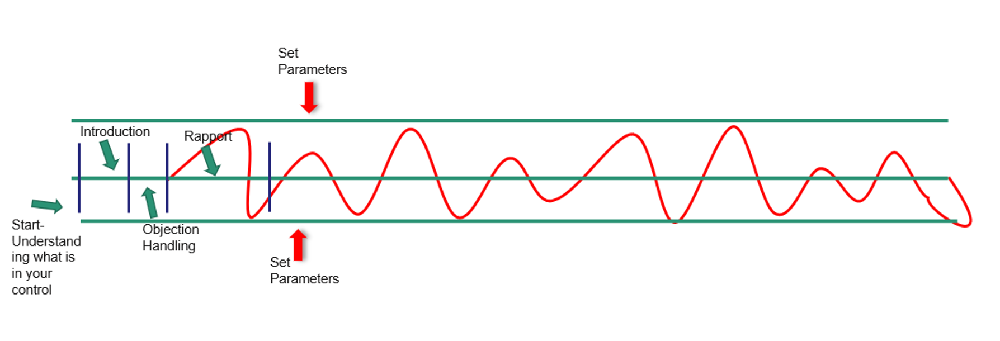 Set
Parameters
Introduction
Rapport
Start-
Understand
ing what is
in your
control
Objection
Handling
Set
Parameters